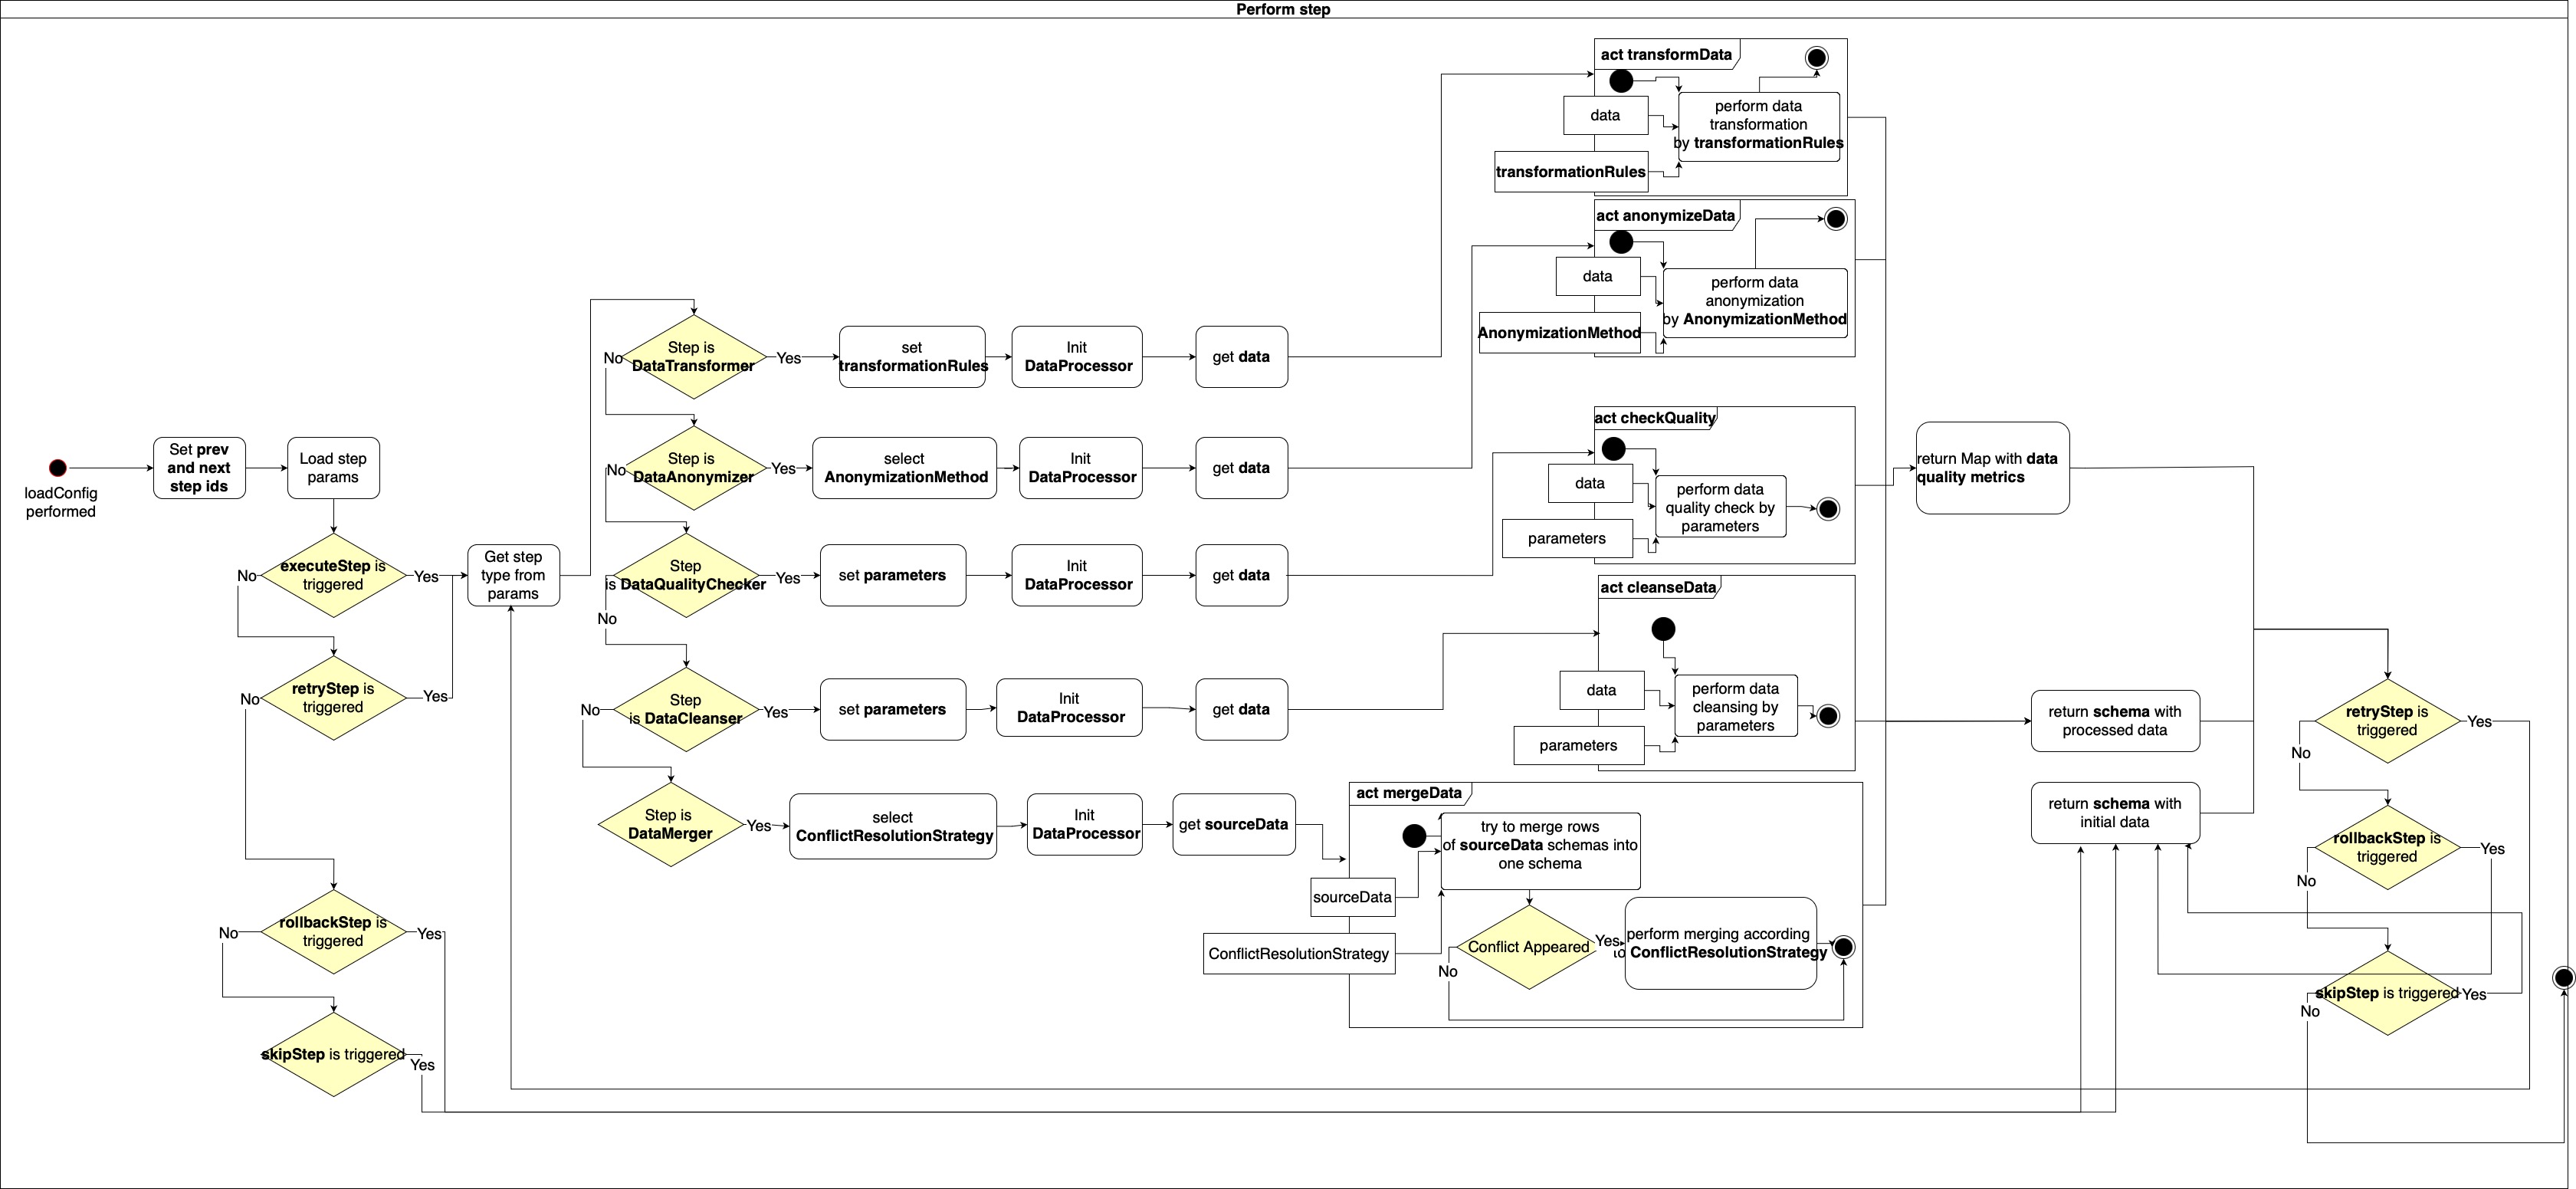 Perform step
loadConfig
performed
Set prev
and next
step ids
Load step
params
executeStep is
triggered
No
Yes
retryStep is
triggered
No
Yes
rollbackStep is
triggered
No
Yes
skipStep is triggered
Yes
Get step
type from
params
Step is
DataTransformer
No
Yes
set
transformationRules
Init
DataProcessor
get data
Step is
DataAnonymizer
No
Yes
select
AnonymizationMethod
Init
DataProcessor
get data
Step
is DataQualityChecker
No
Yes
set parameters
Init
DataProcessor
get data
Step
is DataCleanser
No
Yes
set parameters
Init
DataProcessor
get data
Step is
DataMerger
Yes
select
ConflictResolutionStrategy
Init
DataProcessor
get sourceData
act transformData
data
transformationRules
perform data
transformation
by transformationRules
act anonymizeData
data
AnonymizationMethod
perform data
anonymization
by AnonymizationMethod
act checkQuality
data
parameters
perform data
quality check by
parameters
act cleanseData
data
parameters
perform data
cleansing by
parameters
act mergeData
sourceData
ConflictResolutionStrategy
try to merge rows
of sourceData schemas into
one schema
Conflict Appeared
Yes
No
perform merging according
to ConflictResolutionStrategy
return Map with data
quality metrics
return schema with
processed data
return schema with
initial data
retryStep is
triggered
Yes
No
rollbackStep is
triggered
Yes
No
skipStep is triggered
Yes
No